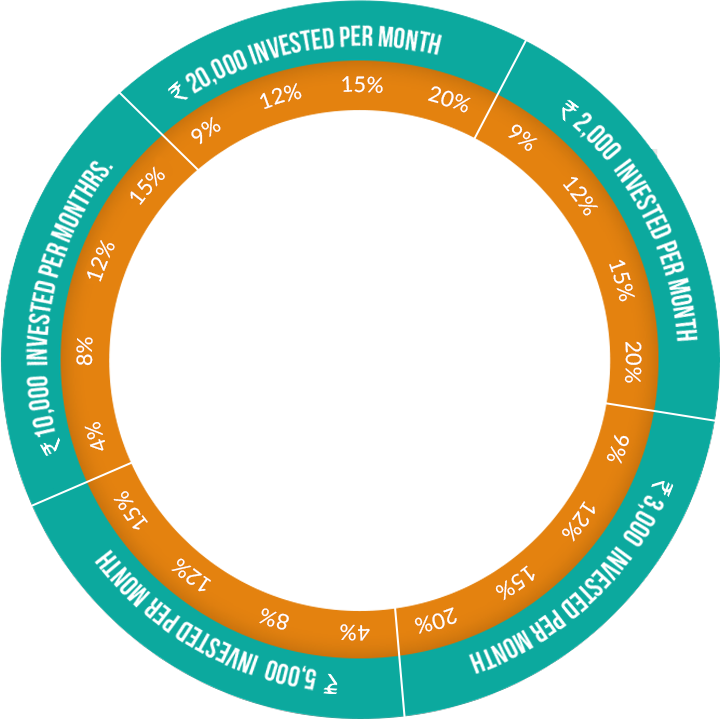 ₹ 20,000 INVESTED PER MONTH
9% 12% 15% 20%
₹ 2,000 INVESTED PER MONTH
9% 12% 15% 20%
₹ 3,000 INVESTED PER MONTH
9% 12% 15% 20%
₹ 5,000 INVESTED PER MONTH
4% 8% 12% 15%
₹ 10,000 INVESTED PER MONTHRS.
4% 8% 12% 15%